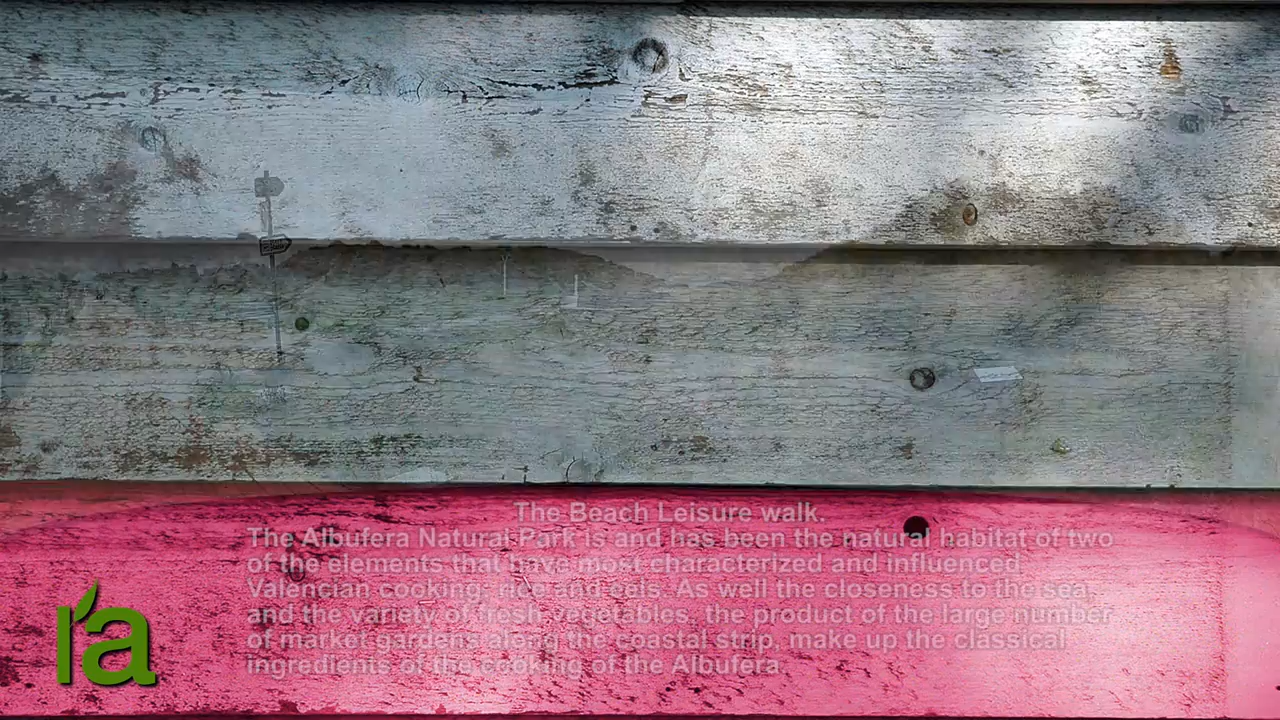 The Beach Leisure walk.
The Albufera Natural Park is and has been the natural habitat of two
of the elements that have most characterized and influenced
Valencian cooking; rice and eels. As well the closeness to the sea,
and the variety of fresh vegetables, the product of the large number
of market gardens along the coastal strip, make up the classical
ingredients of the cooking of the Albufera.
ra